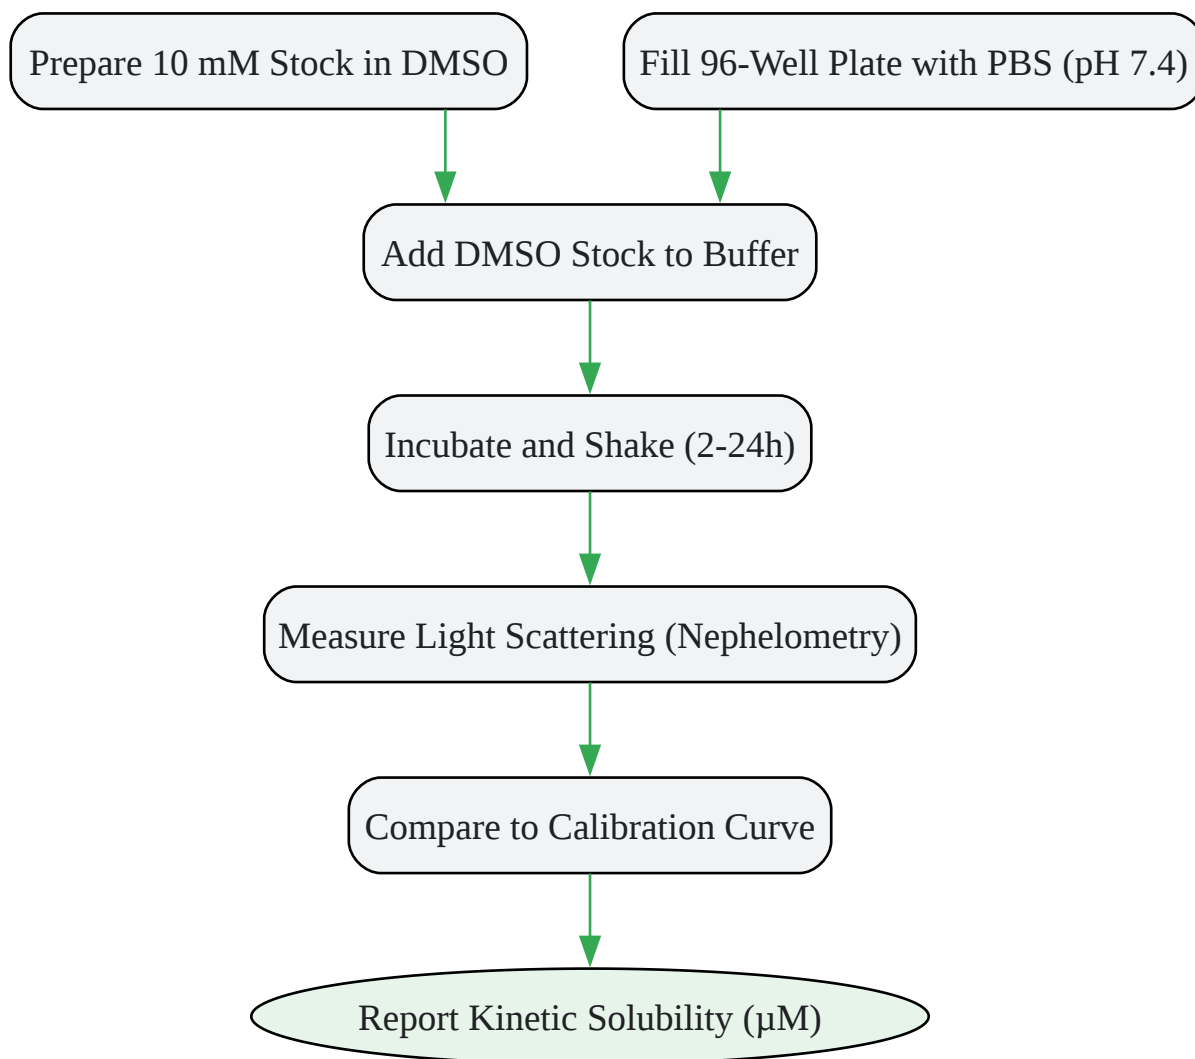 Prepare 10 mM Stock in DMSO
Fill 96-Well Plate with PBS (pH 7.4)
Add DMSO Stock to Buffer
Incubate and Shake (2-24h)
Measure Light Scattering (Nephelometry)
Compare to Calibration Curve
Report Kinetic Solubility (µM)